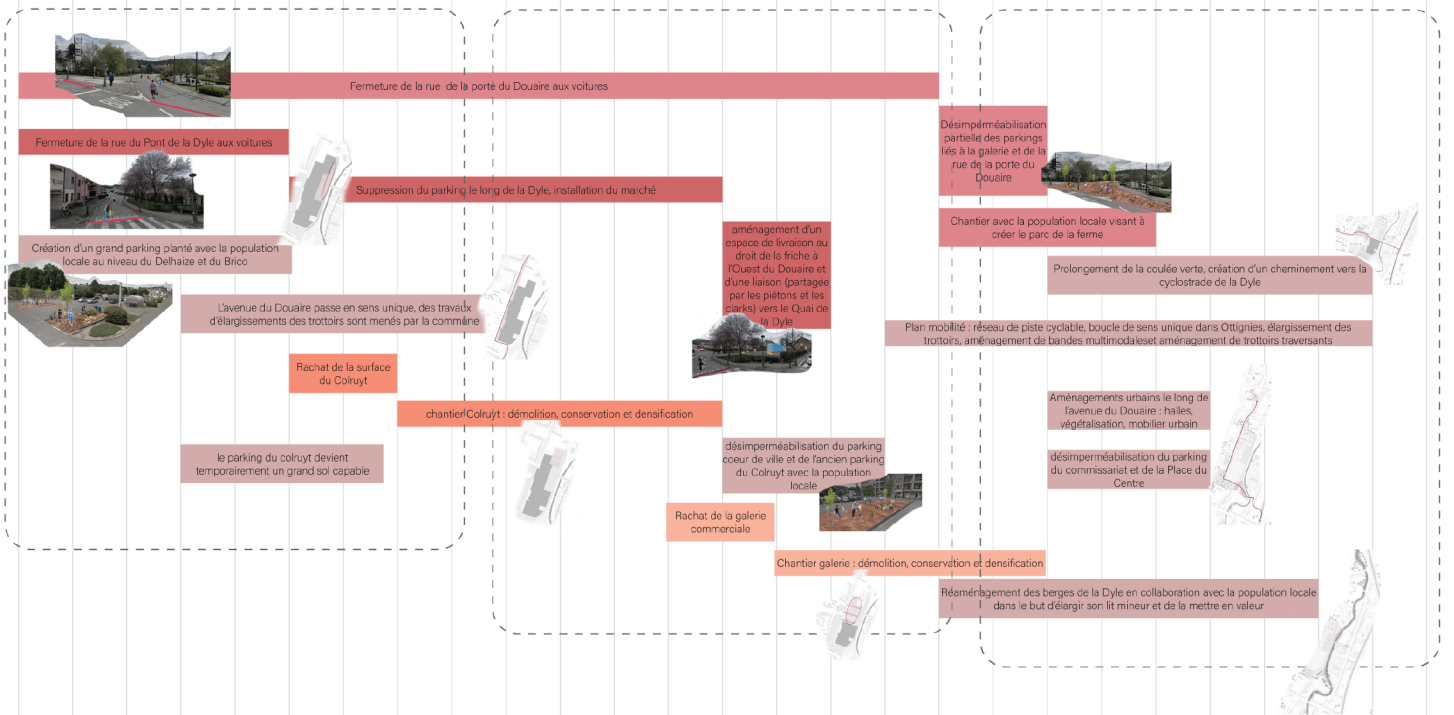 Fermeture de la rue de la porte du Douaire aux voitures
Fermeture de la rue du Pont de la Dyle aux voitures
Suppression du parking le long de la Dyle, installation du marché
Création d'un grand parking planté avec la population
locale au niveau du Delhaize et du Brico
L'avenue du Douaire passe en sens unique, des travaux
d'élargissements des trottoirs sont menés par la commune
Rachat de la surface
du Colruyt
chantier Colruyt : démolition, conservation et densification
le parking du colruyt devient
temporairement un grand sol capable
aménagement d'un
espace de livraison au
droit de la friche à
l'Ouest du Douaire et
d'une liaison (partagée
par les piétons et les
clarks) vers le Quai de
la Dyle
désimperméabilisation du parking
coeur de ville et de l'ancien parking
du Colruyt avec la population
locale
Rachat de la galerie
commerciale
Chantier galerie : démolition, conservation et densification
Désimperméabilisation
partielle des parkings
liés à la galerie et de la
rue de la porte du
Douaire
Chantier avec la population locale visant à
créer le parc de la ferme
Prolongement de la coulée verte, création d'un cheminement vers la
cyclostrade de la Dyle
Plan mobilité : réseau de piste cyclable, boucle de sens unique dans Ottignies, élargissement des
trottoirs, aménagement de bandes multimodaleset aménagement de trottoirs traversants
Aménagements urbains le long de
l'avenue du Douaire : halles,
végétalisation, mobilier urbain
désimperméabilisation du parking
du commissariat et de la Place du
Centre
Réaménagement des berges de la Dyle en collaboration avec la population locale
dans le but d'élargir son lit mineur et de la mettre en valeur